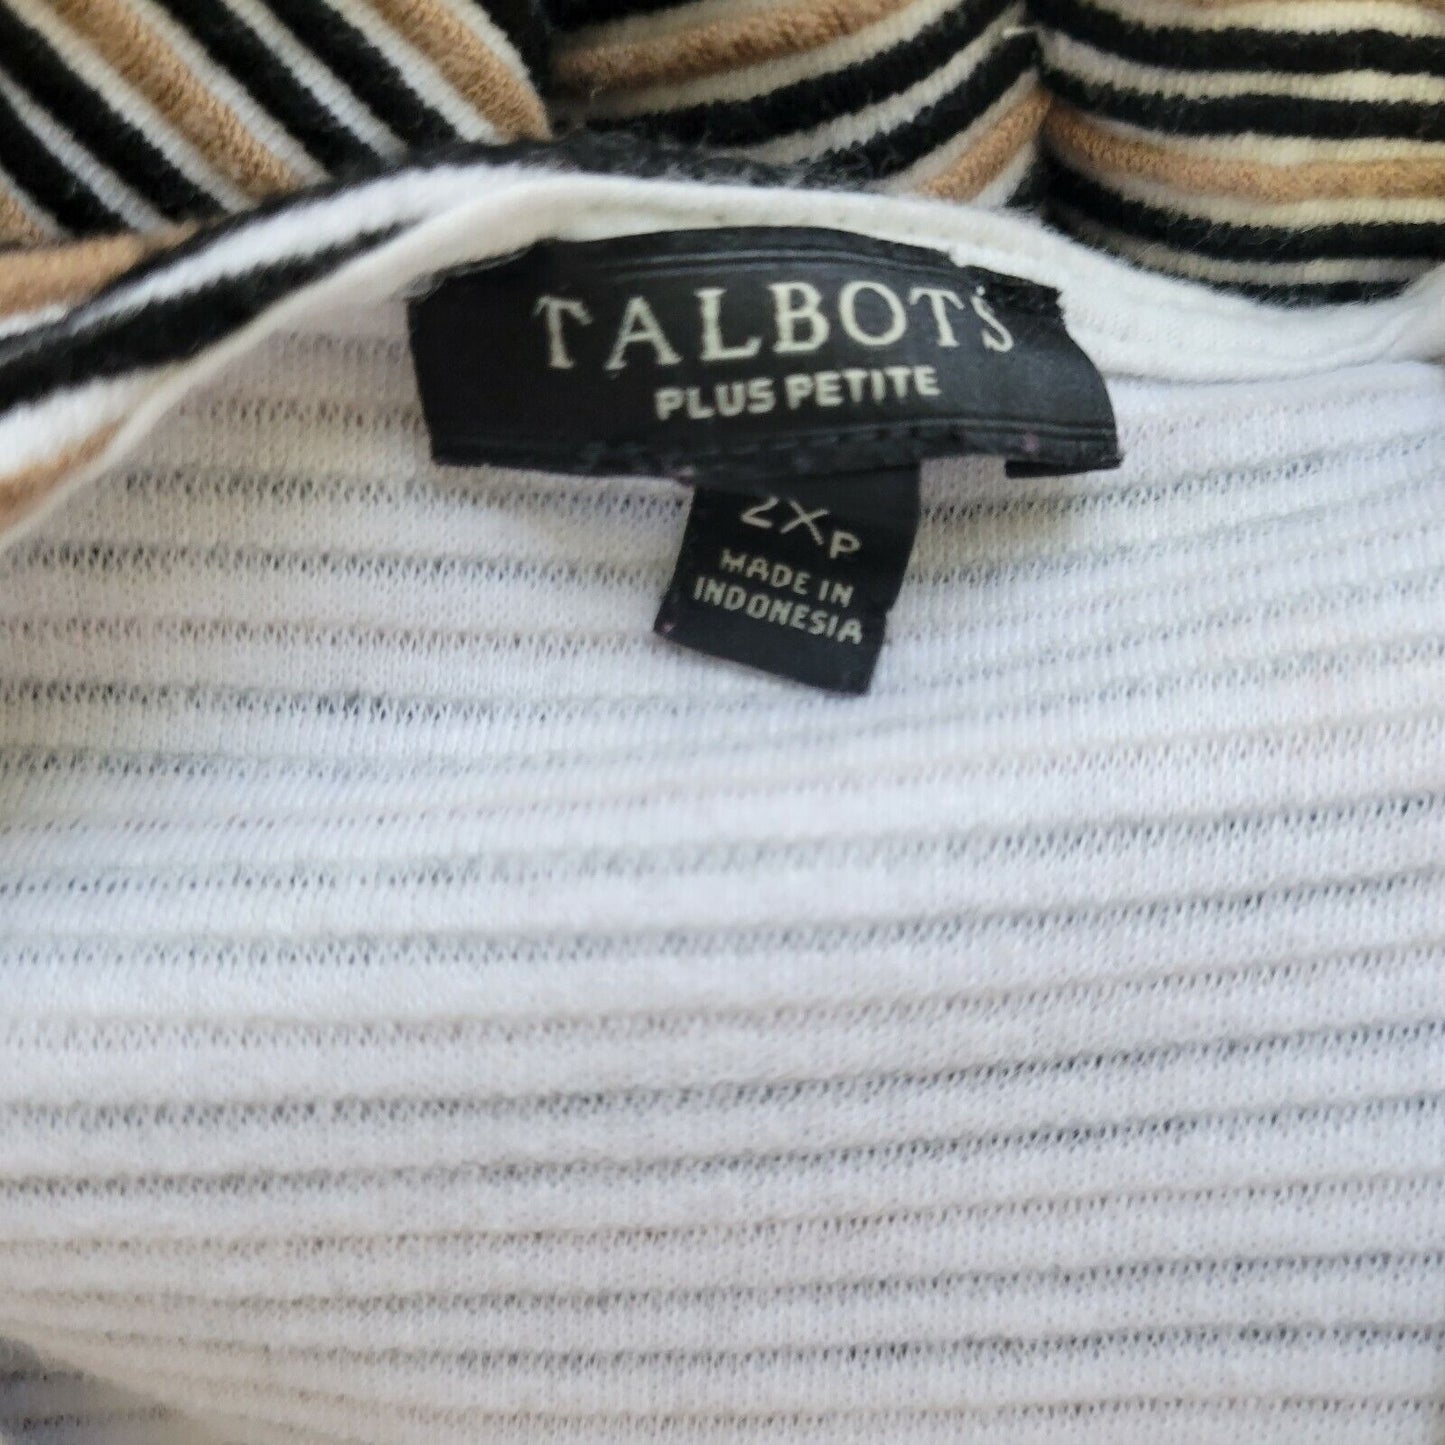 TALBOTS
PLUS PETITE
2XP
MADE IN
INDONESIA